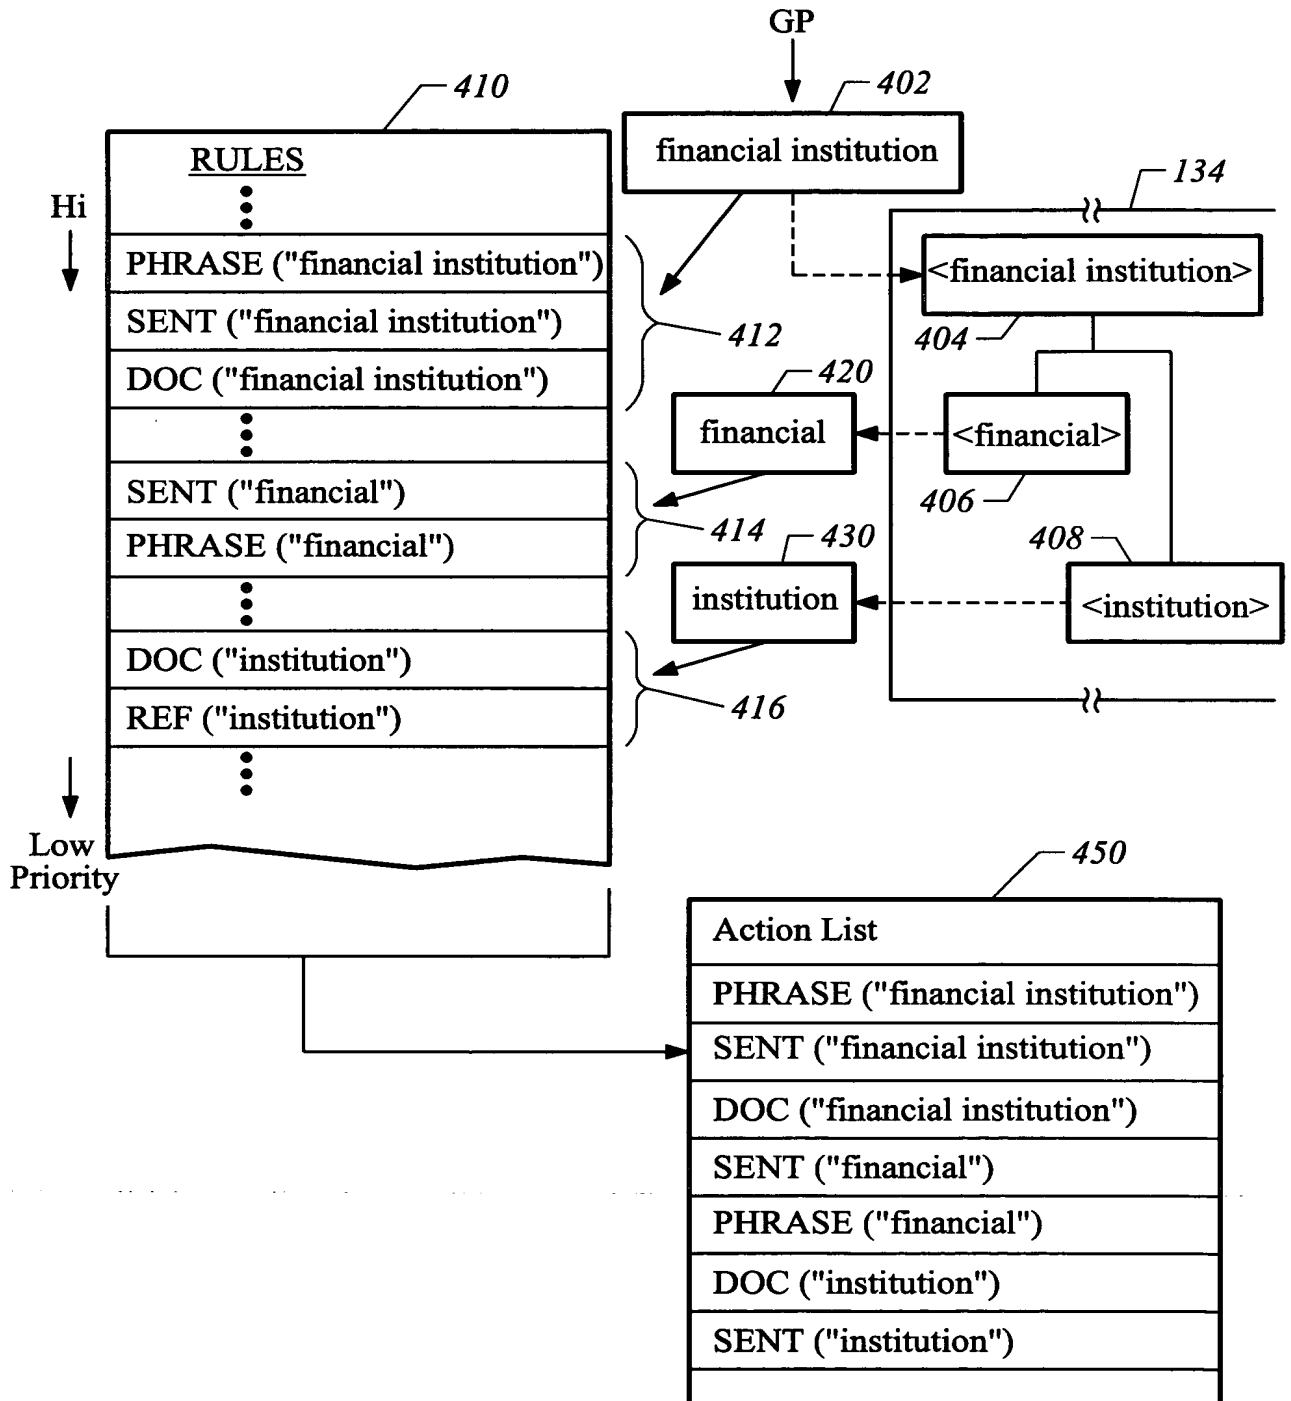 GP
410
402
RULES
financial institution
134
Hi
PHRASE ("financial institution")
<financial institution>
SENT ("financial institution")
412
404
DOC ("financial institution")
420
financial
<financial>
SENT ("financial")
406
414
PHRASE ("financial")
430
408
institution
<institution>
DOC ("institution")
416
REF ("institution")
Low
Priority
450
Action List
PHRASE ("financial institution")
SENT ("financial institution")
DOC ("financial institution")
SENT ("financial")
PHRASE ("financial")
DOC ("institution")
SENT ("institution")